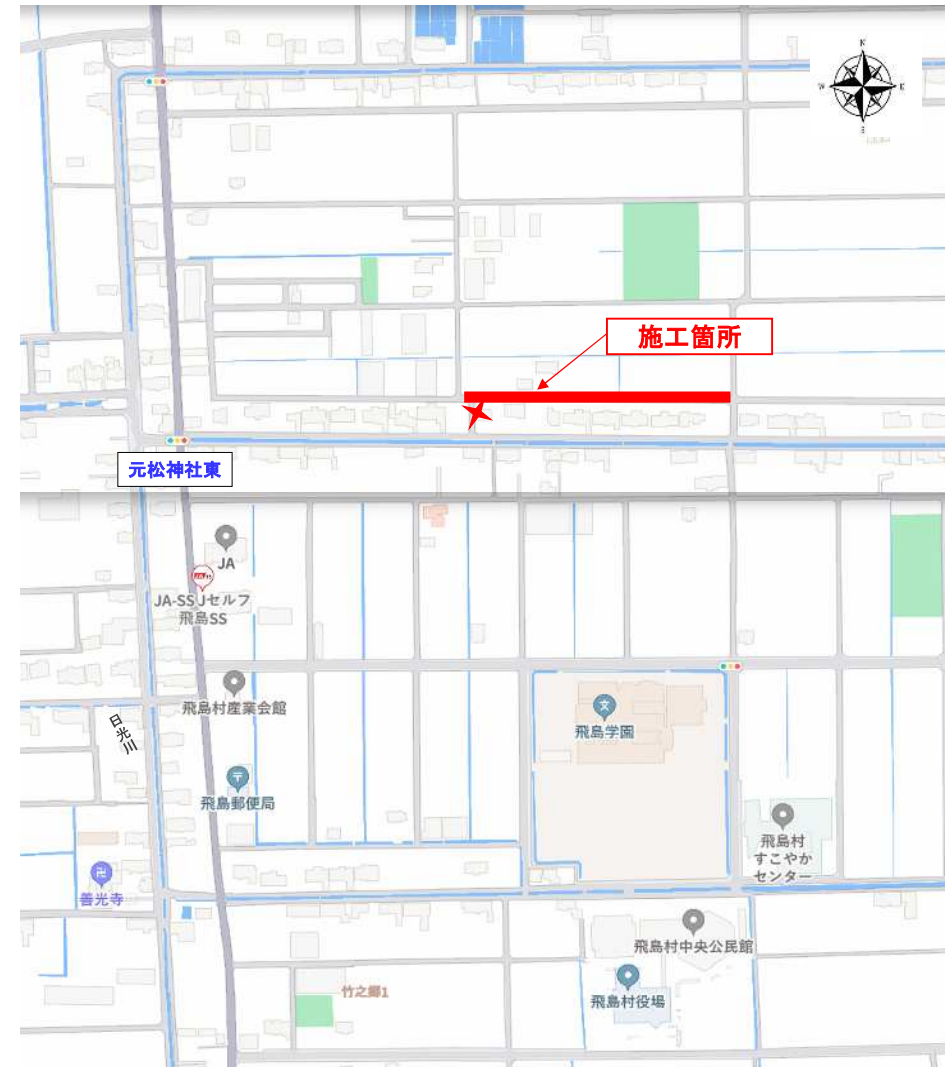 N
W
E
S
施工箇所
元松神社東
JA
JA-SS Jセルフ
飛島SS
飛島村産業会館
日光川
飛島学園
飛島郵便局
飛島村
すこやか
センター
善光寺
飛島村中央公民館
竹之郷1
飛島村役場